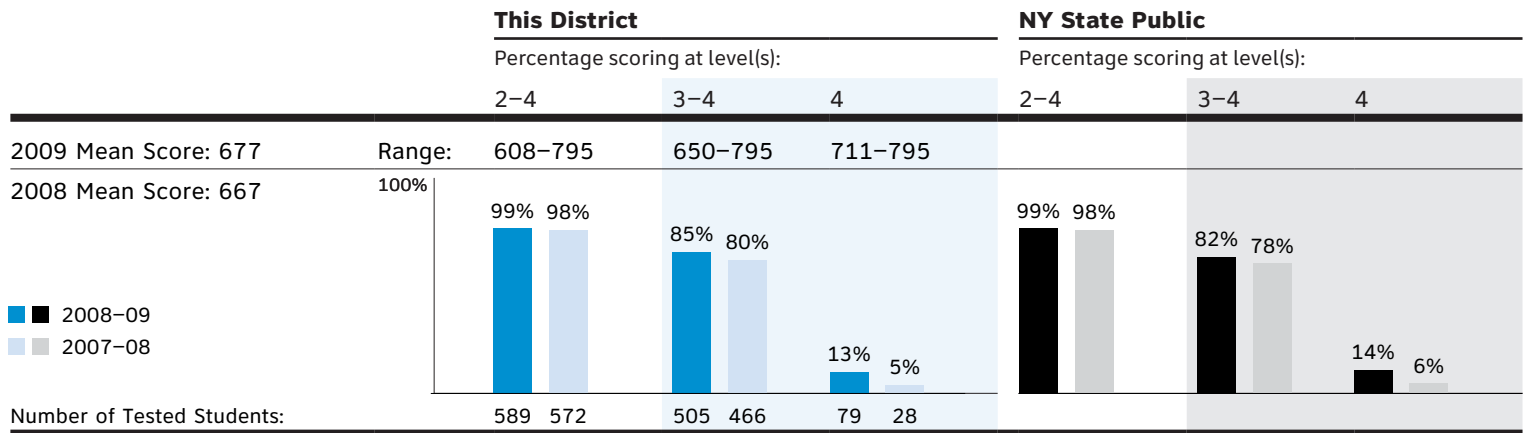 This District NY State Public
Percentage scoring at level(s): Percentage scoring at level(s):
2–4 3–4 4 2–4 3–4 4
2009 Mean Score: 677 Range: 608–795 650–795 711–795
2008 Mean Score: 667 100%
99% 98% 85% 80% 13% 5% 99% 98% 82% 78% 14% 6%
2008–09
2007–08
Number of Tested Students: 589 572 505 466 79 28